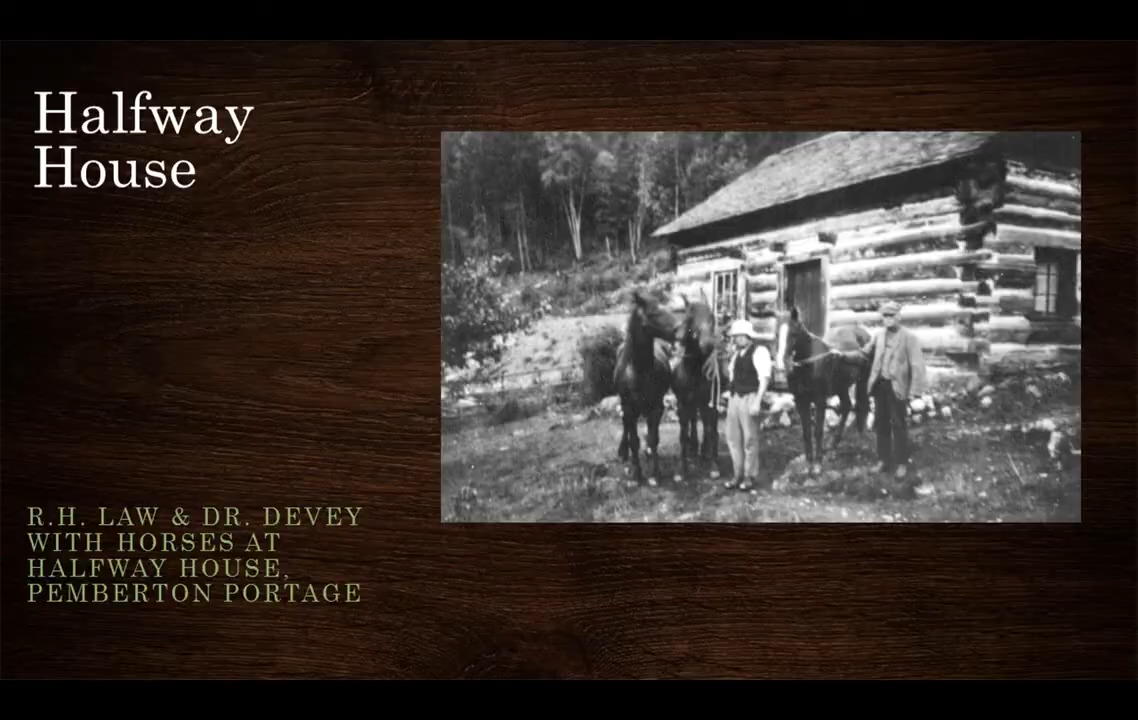 Halfway
House
R.H. LAW & DR. DEVEY
WITH HORSES AT
HALFWAY HOUSE,
PEMBERTON PORTAGE